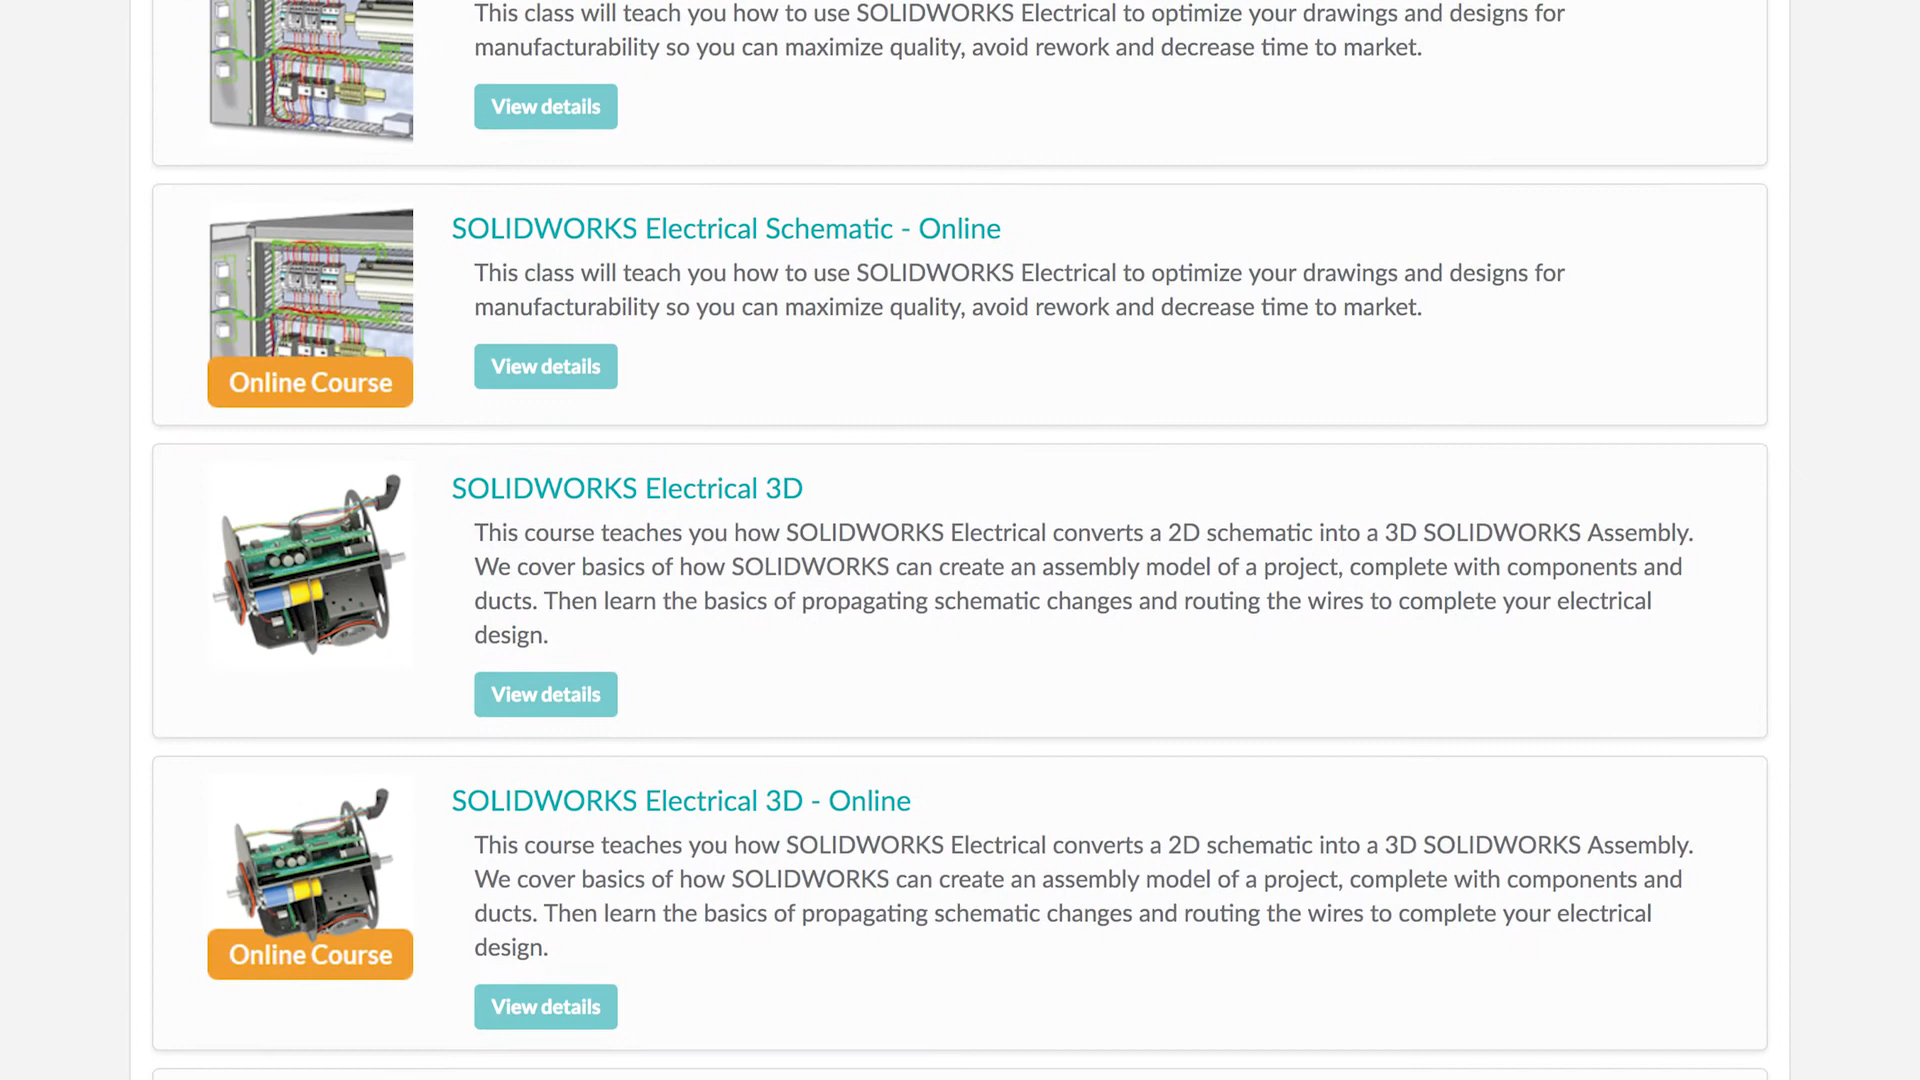 This class will teach you how to use SOLIDWORKS Electrical to optimize your drawings and designs for
manufacturability so you can maximize quality, avoid rework and decrease time to market.
View details
SOLIDWORKS Electrical Schematic - Online
This class will teach you how to use SOLIDWORKS Electrical to optimize your drawings and designs for
manufacturability so you can maximize quality, avoid rework and decrease time to market.
Online Course
View details
SOLIDWORKS Electrical 3D
This course teaches you how SOLIDWORKS Electrical converts a 2D schematic into a 3D SOLIDWORKS Assembly.
We cover basics of how SOLIDWORKS can create an assembly model of a project, complete with components and
ducts. Then learn the basics of propagating schematic changes and routing the wires to complete your electrical
design.
View details
SOLIDWORKS Electrical 3D - Online
This course teaches you how SOLIDWORKS Electrical converts a 2D schematic into a 3D SOLIDWORKS Assembly.
We cover basics of how SOLIDWORKS can create an assembly model of a project, complete with components and
ducts. Then learn the basics of propagating schematic changes and routing the wires to complete your electrical
design.
Online Course
View details